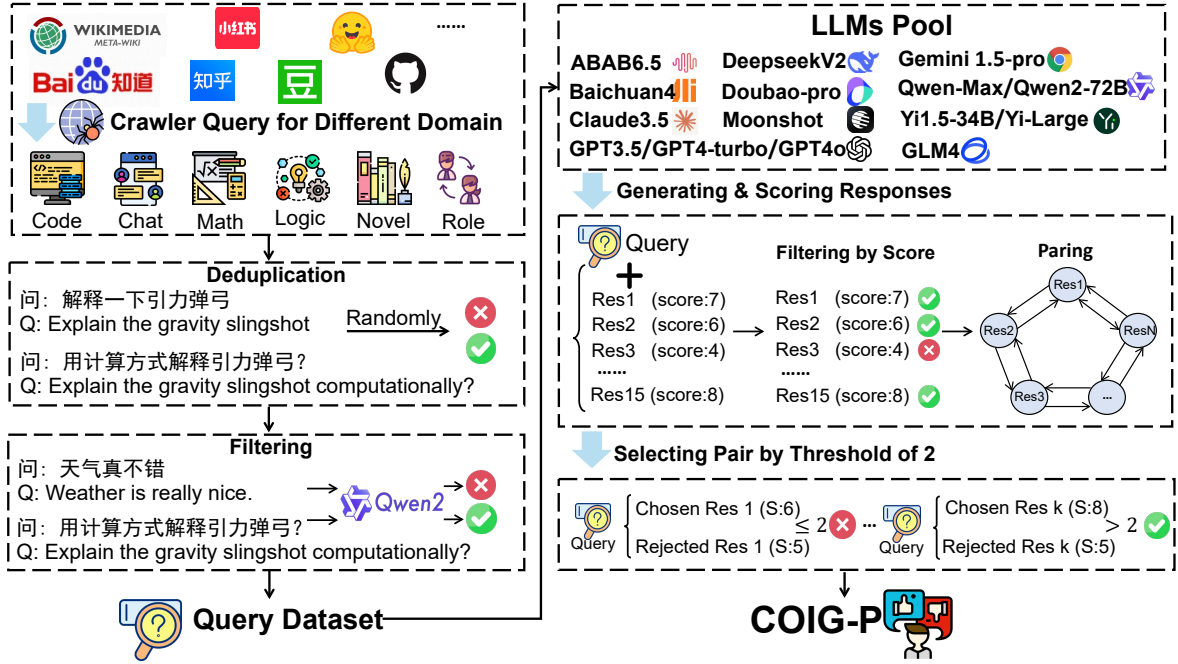 WIKIMEDIA
META-WIKI
小红书
......
Bai du 知道
知乎
豆
Crawler Query for Different Domain
Code Chat Math Logic Novel Role
Deduplication
问：解释一下引力弹弓
Q: Explain the gravity slingshot
Randomly
问：用计算方式解释引力弹弓？
Q: Explain the gravity slingshot computationally?
Filtering
问：天气真不错
Q: Weather is really nice.
Qwen2
问：用计算方式解释引力弹弓？
Q: Explain the gravity slingshot computationally?
Query Dataset
LLMs Pool
ABAB6.5 DeepseekV2 Gemini 1.5-pro
Baichuan4 Doubao-pro Qwen-Max/Qwen2-72B
Claude3.5 Moonshot Yi1.5-34B/Yi-Large
GPT3.5/GPT4-turbo/GPT4o GLM4
Generating & Scoring Responses
Query
+
Res1 (score:7)
Res2 (score:6)
Res3 (score:4)
......
Res15 (score:8)
Filtering by Score
Res1 (score:7)
Res2 (score:6)
Res3 (score:4)
......
Res15 (score:8)
Paring
Res1
Res2
ResN
Res3
...
Selecting Pair by Threshold of 2
Query
Chosen Res 1 (S:6)
Rejected Res 1 (S:5)
≤ 2
...
Query
Chosen Res k (S:8)
Rejected Res k (S:5)
> 2
COIG-P